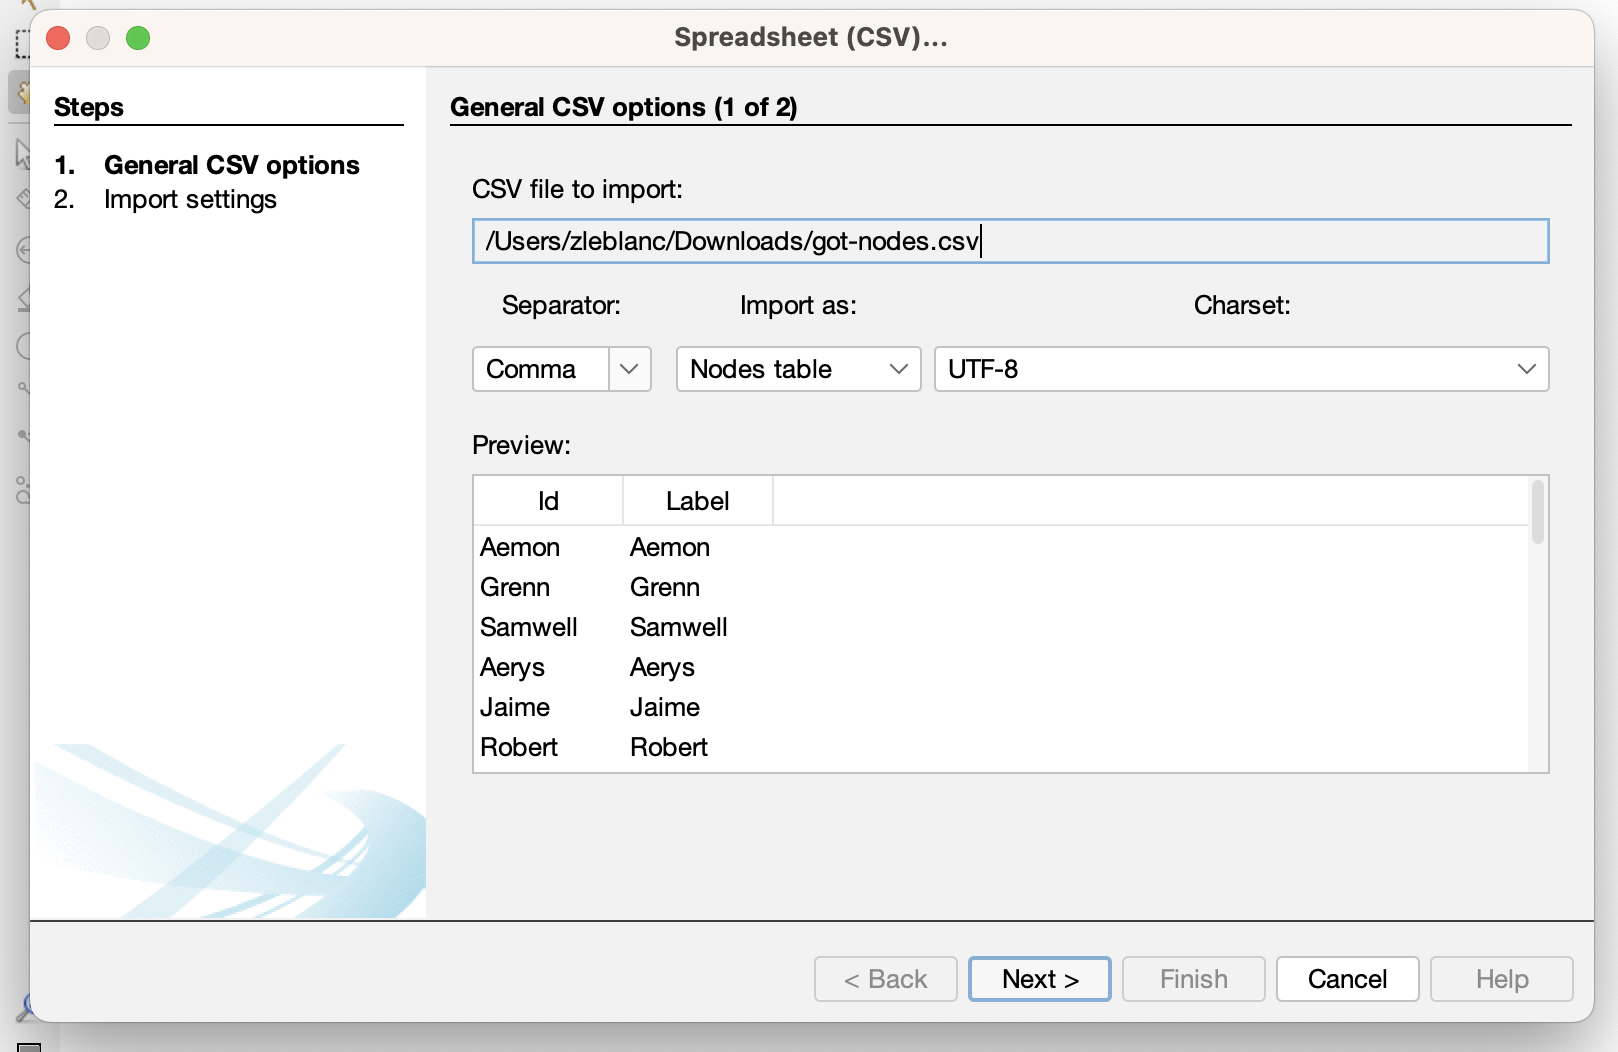 Spreadsheet (CSV)...
Steps
1. General CSV options
2. Import settings
General CSV options (1 of 2)
CSV file to import:
/Users/zleblanc/Downloads/got-nodes.csv
Separator: Import as: Charset:
Comma Nodes table UTF-8
Preview:
Id Label
Aemon Aemon
Grenn Grenn
Samwell Samwell
Aerys Aerys
Jaime Jaime
Robert Robert
< Back Next > Finish Cancel Help